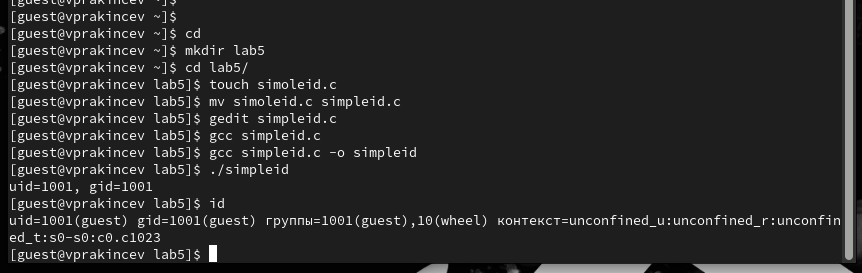 [guest@vprakincev ~]$
[guest@vprakincev ~]$
[guest@vprakincev ~]$ cd
[guest@vprakincev ~]$ mkdir lab5
[guest@vprakincev ~]$ cd lab5/
[guest@vprakincev lab5]$ touch simoleid.c
[guest@vprakincev lab5]$ mv simoleid.c simpleid.c
[guest@vprakincev lab5]$ gedit simpleid.c
[guest@vprakincev lab5]$ gcc simpleid.c
[guest@vprakincev lab5]$ gcc simpleid.c -o simpleid
[guest@vprakincev lab5]$ ./simpleid
uid=1001, gid=1001
[guest@vprakincev lab5]$ id
uid=1001(guest) gid=1001(guest) группы=1001(guest),10(wheel) контекст=unconfined_u:unconfined_r:unconfin
ed_t:s0-s0:c0.c1023
[guest@vprakincev lab5]$